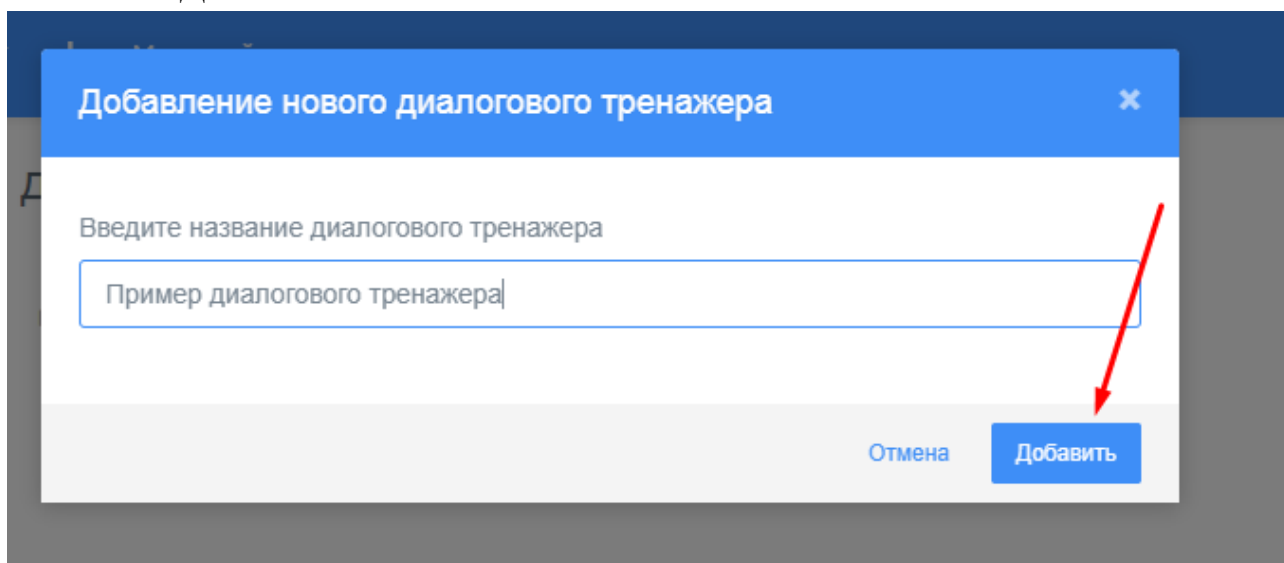 Добавление нового диалогового тренажера
Введите название диалогового тренажера
Пример диалогового тренажера
Отмена
Добавить